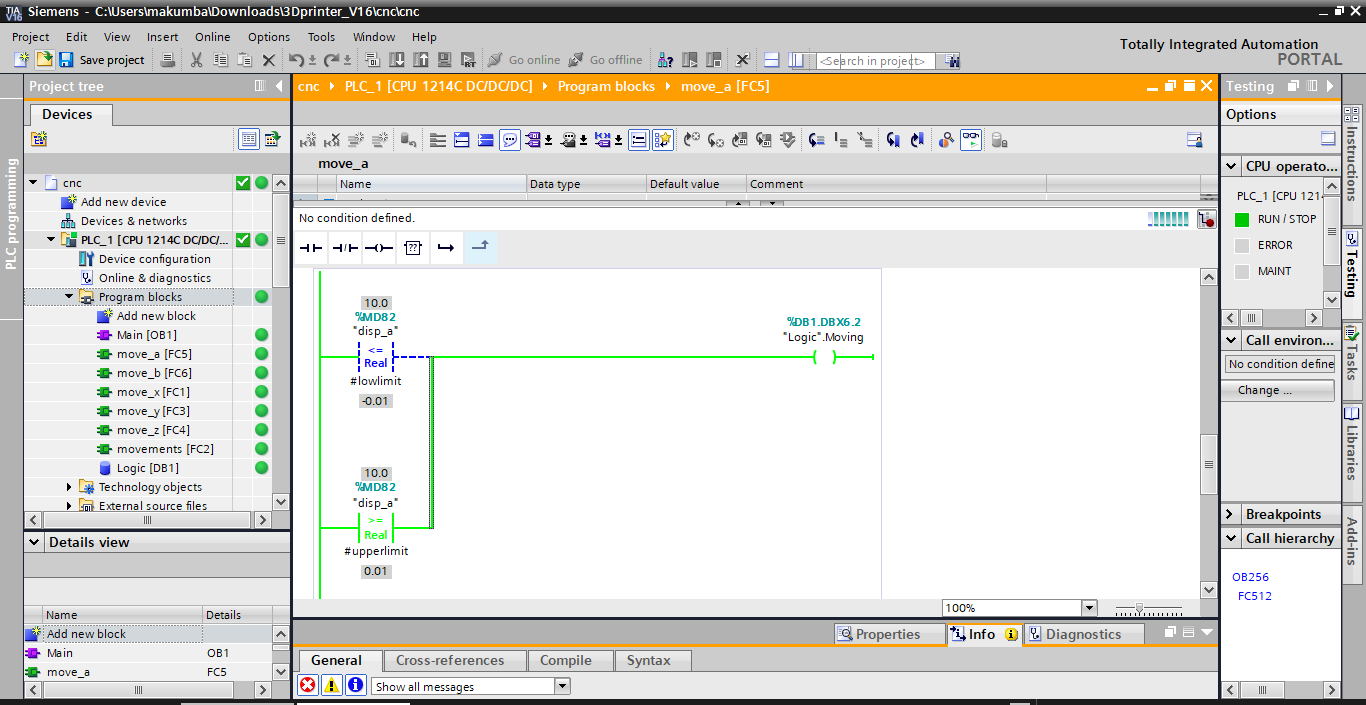 TIA V16 Siemens - C:\Users\makumba\Downloads\3Dprinter_V16\cnc\cnc
Project Edit View Insert Online Options Tools Window Help
Totally Integrated Automation
PORTAL
Save project Go online Go offline <Search in project>
Project tree
cnc PLC_1 [CPU 1214C DC/DC/DC] Program blocks move_a [FC5]
Testing
Devices
Options
PLC programming
move_a
Name Data type Default value Comment
No condition defined.
??
cnc
Add new device
Devices & networks
PLC_1 [CPU 1214C DC/DC/...
Device configuration
Online & diagnostics
Program blocks
Add new block
Main [OB1]
move_a [FC5]
move_b [FC6]
move_x [FC1]
move_y [FC3]
move_z [FC4]
movements [FC2]
Logic [DB1]
Technology objects
External source files
10.0
%MD82
"disp_a"
<=
Real
#lowlimit
-0.01
%DB1.DBX6.2
"Logic".Moving
10.0
%MD82
"disp_a"
>=
Real
#upperlimit
0.01
100%
CPU operato...
PLC_1 [CPU 121
RUN / STOP
ERROR
MAINT
Call environ...
No condition define
Change ...
Breakpoints
Call hierarchy
OB256
FC512
Instructions
Testing
Tasks
Libraries
Add-ins
Details view
Name Details
Add new block
Main OB1
move_a FC5
Properties Info Diagnostics
General Cross-references Compile Syntax
Show all messages